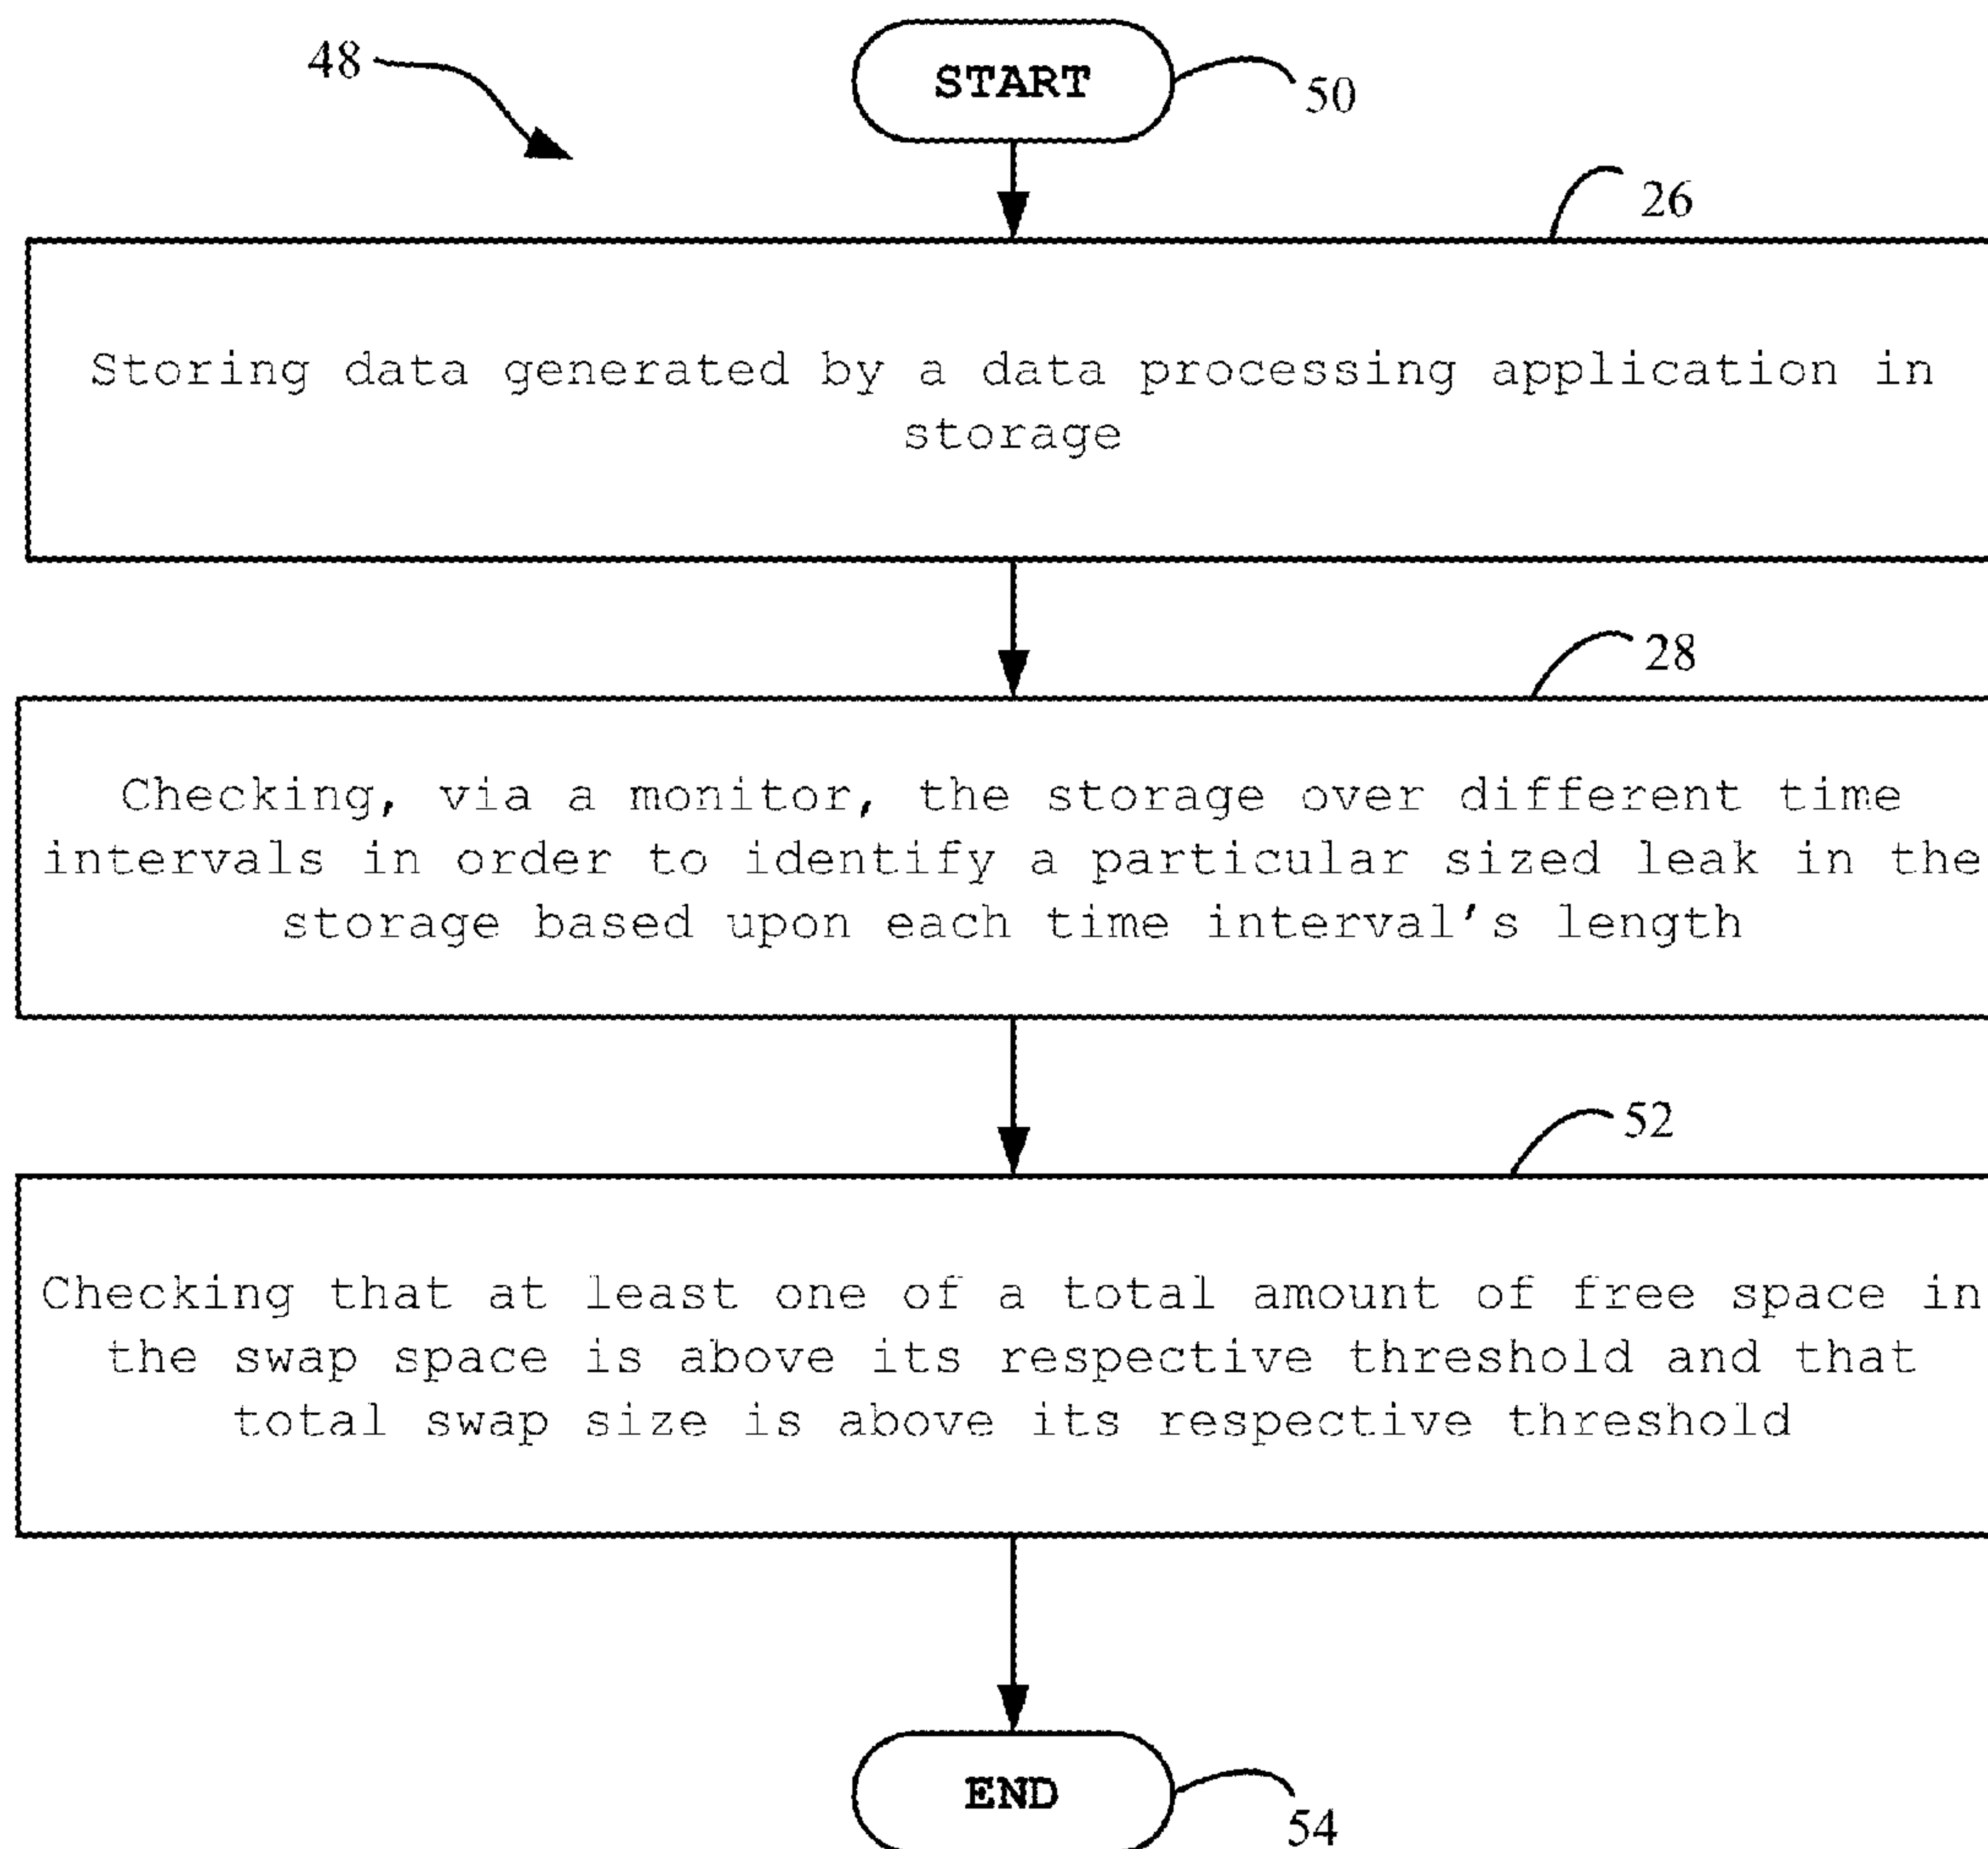 48
START
50
26
Storing data generated by a data processing application in
storage
28
Checking, via a monitor, the storage over different time
intervals in order to identify a particular sized leak in the
storage based upon each time interval's length
52
Checking that at least one of a total amount of free space in
the swap space is above its respective threshold and that
total swap size is above its respective threshold
END
54